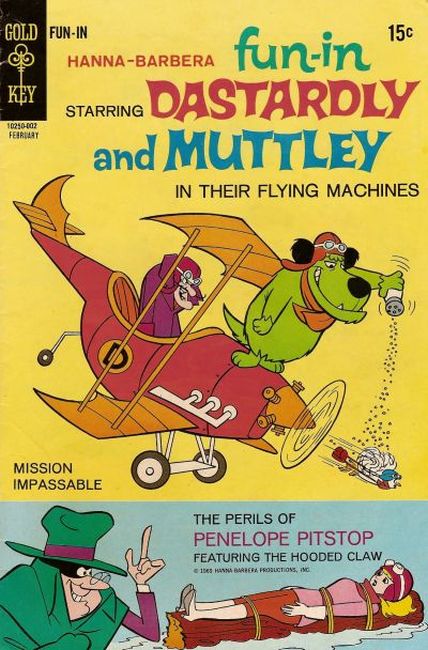 GOLD
KEY
FUN-IN
15¢
HANNA-BARBERA fun-in
STARRING DASTARDLY
and MUTTLEY
IN THEIR FLYING MACHINES
10250-002
FEBRUARY
D
MISSION
IMPASSABLE
THE PERILS OF
PENELOPE PITSTOP
FEATURING THE HOODED CLAW
© 1969 HANNA-BARBERA PRODUCTIONS, INC.